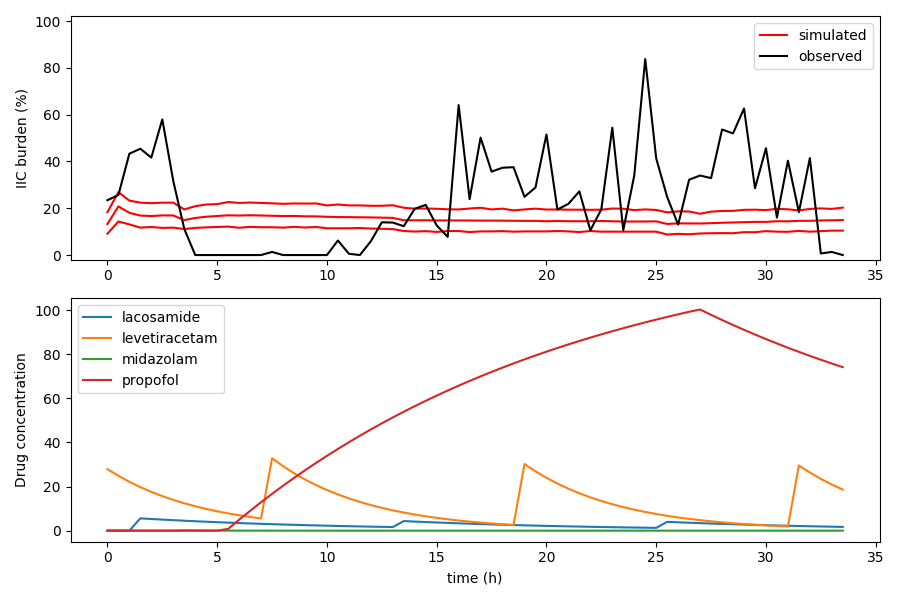 100
80
60
40
20
0
IIC burden (%)
simulated
observed
0 5 10 15 20 25 30 35
100
80
60
40
20
0
Drug concentration
lacosamide
levetiracetam
midazolam
propofol
0 5 10 15 20 25 30 35
time (h)